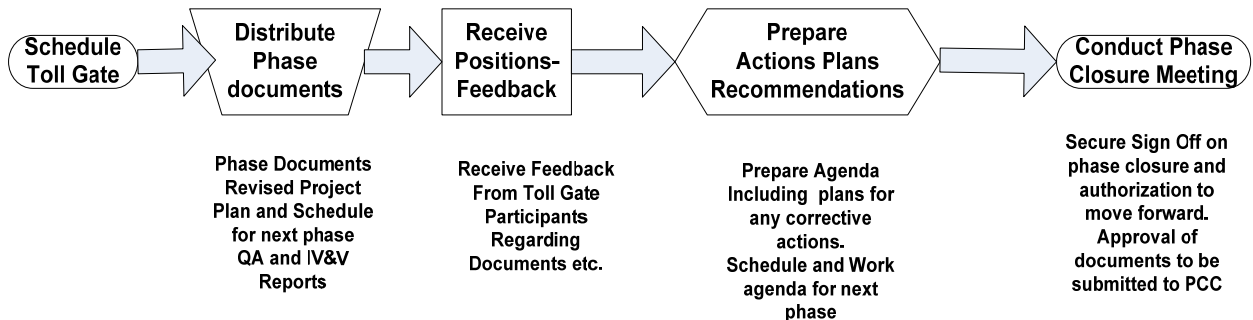 Schedule
Toll Gate
Distribute
Phase
documents
Receive
Positions-
Feedback
Prepare
Actions Plans
Recommendations
Conduct Phase
Closure Meeting
Phase Documents
Revised Project
Plan and Schedule
for next phase
QA and IV&V
Reports
Receive Feedback
From Toll Gate
Participants
Regarding
Documents etc.
Prepare Agenda
Including plans for
any corrective
actions.
Schedule and Work
agenda for next
phase
Secure Sign Off on
phase closure and
authorization to
move forward.
Approval of
documents to be
submitted to PCC